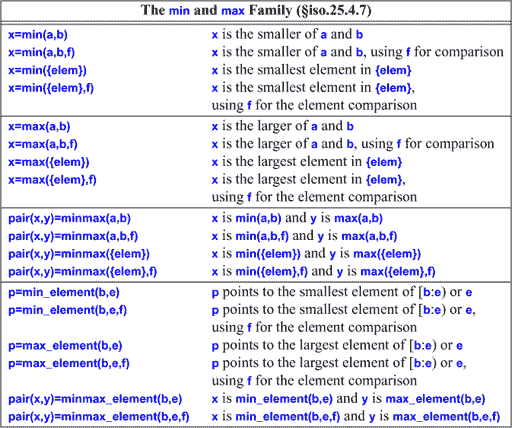 The min and max Family (§iso.25.4.7)
x=min(a,b) x is the smaller of a and b
x=min(a,b,f) x is the smaller of a and b, using f for comparison
x=min({elem}) x is the smallest element in {elem}
x=min({elem},f) x is the smallest element in {elem},
using f for the element comparison
x=max(a,b) x is the larger of a and b
x=max(a,b,f) x is the larger of a and b, using f for comparison
x=max({elem}) x is the largest element in {elem}
x=max({elem},f) x is the largest element in {elem},
using f for the element comparison
pair(x,y)=minmax(a,b) x is min(a,b) and y is max(a,b)
pair(x,y)=minmax(a,b,f) x is min(a,b,f) and y is max(a,b,f)
pair(x,y)=minmax({elem}) x is min({elem}) and y is max({elem})
pair(x,y)=minmax({elem},f) x is min({elem},f) and y is max({elem},f)
p=min_element(b,e) p points to the smallest element of [b:e) or e
p=min_element(b,e,f) p points to the smallest element of [b:e) or e,
using f for the element comparison
p=max_element(b,e) p points to the largest element of [b:e) or e
p=max_element(b,e,f) p points to the largest element of [b:e) or e,
using f for the element comparison
pair(x,y)=minmax_element(b,e) x is min_element(b,e) and y is max_element(b,e)
pair(x,y)=minmax_element(b,e,f) x is min_element(b,e,f) and y is max_element(b,e,f)